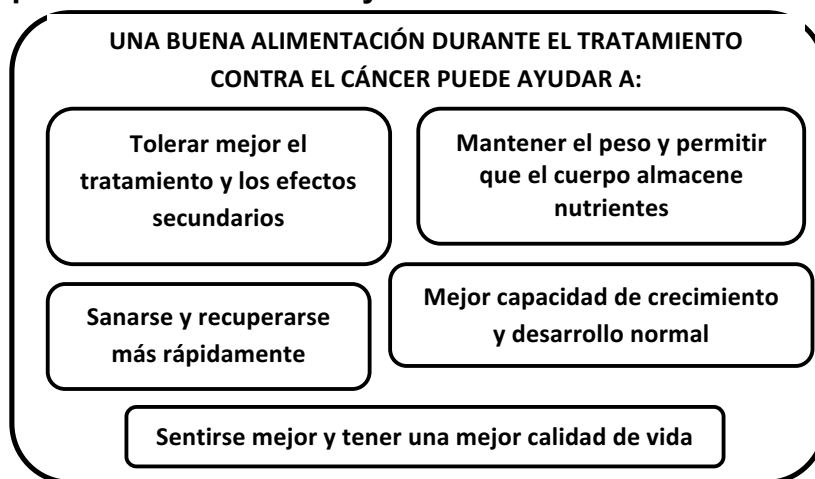 UNA BUENA ALIMENTACIÓN DURANTE EL TRATAMIENTO
CONTRA EL CÁNCER PUEDE AYUDAR A:
Tolerar mejor el
tratamiento y los efectos
secundarios
Mantener el peso y permitir
que el cuerpo almacene
nutrientes
Sanarse y recuperarse
más rápidamente
Mejor capacidad de crecimiento
y desarrollo normal
Sentirse mejor y tener una mejor calidad de vida